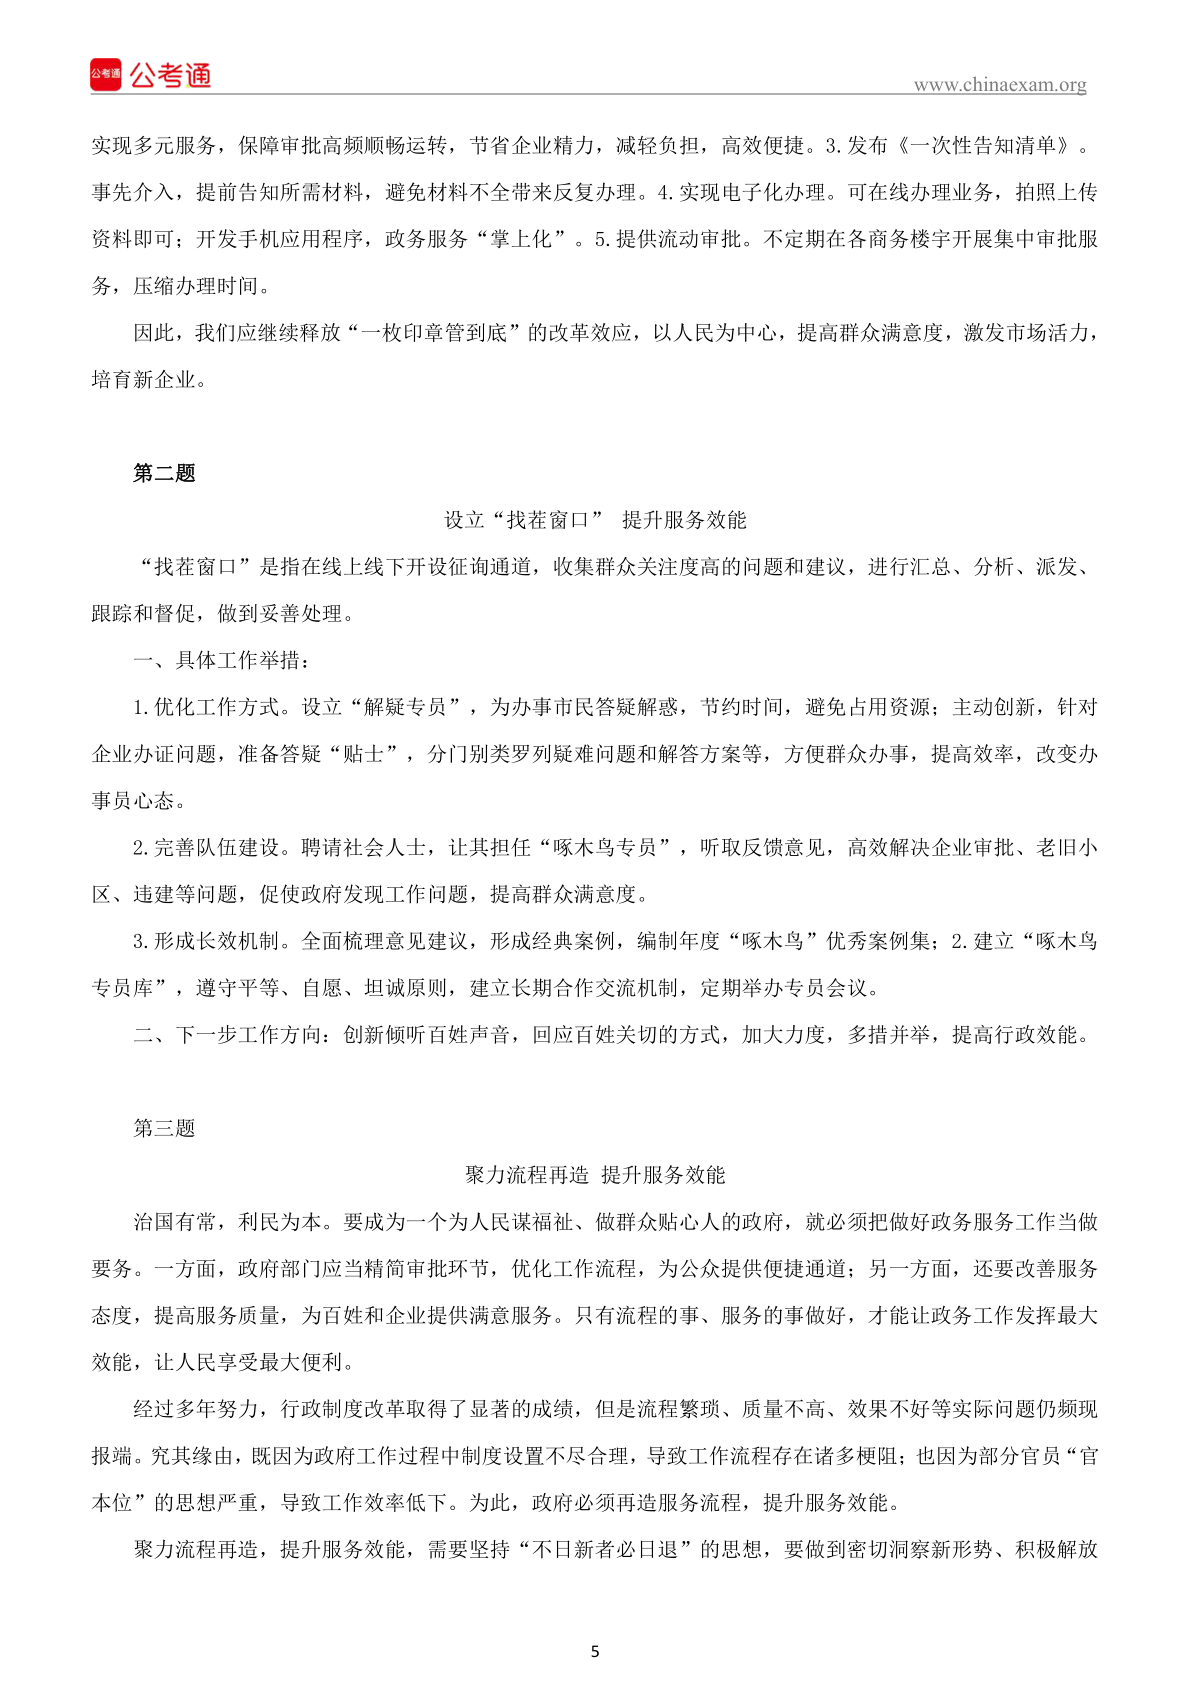 公考通 公考通
www.chinaexam.org
实现多元服务，保障审批高频顺畅运转，节省企业精力，减轻负担，高效便捷。3.发布《一次性告知清单》。
事先介入，提前告知所需材料，避免材料不全带来反复办理。4.实现电子化办理。可在线办理业务，拍照上传
资料即可；开发手机应用程序，政务服务“掌上化”。5.提供流动审批。不定期在各商务楼宇开展集中审批服
务，压缩办理时间。
因此，我们应继续释放“一枚印章管到底”的改革效应，以人民为中心，提高群众满意度，激发市场活力，
培育新企业。
第二题
设立“找茬窗口” 提升服务效能
“找茬窗口”是指在线上线下开设征询通道，收集群众关注度高的问题和建议，进行汇总、分析、派发、
跟踪和督促，做到妥善处理。
一、具体工作举措：
1.优化工作方式。设立“解疑专员”，为办事市民答疑解惑，节约时间，避免占用资源；主动创新，针对
企业办证问题，准备答疑“贴士”，分门别类罗列疑难问题和解答方案等，方便群众办事，提高效率，改变办
事员心态。
2.完善队伍建设。聘请社会人士，让其担任“啄木鸟专员”，听取反馈意见，高效解决企业审批、老旧小
区、违建等问题，促使政府发现工作问题，提高群众满意度。
3.形成长效机制。全面梳理意见建议，形成经典案例，编制年度“啄木鸟”优秀案例集；2.建立“啄木鸟
专员库”，遵守平等、自愿、坦诚原则，建立长期合作交流机制，定期举办专员会议。
二、下一步工作方向：创新倾听百姓声音，回应百姓关切的方式，加大力度，多措并举，提高行政效能。
第三题
聚力流程再造 提升服务效能
治国有常，利民为本。要成为一个为人民谋福祉、做群众贴心人的政府，就必须把做好政务服务工作当做
要务。一方面，政府部门应当精简审批环节，优化工作流程，为公众提供便捷通道；另一方面，还要改善服务
态度，提高服务质量，为百姓和企业提供满意服务。只有流程的事、服务的事做好，才能让政务工作发挥最大
效能，让人民享受最大便利。
经过多年努力，行政制度改革取得了显著的成绩，但是流程繁琐、质量不高、效果不好等实际问题仍频现
报端。究其缘由，既因为政府工作过程中制度设置不尽合理，导致工作流程存在诸多梗阻；也因为部分官员“官
本位”的思想严重，导致工作效率低下。为此，政府必须再造服务流程，提升服务效能。
聚力流程再造，提升服务效能，需要坚持“不日新者必日退”的思想，要做到密切洞察新形势、积极解放
5